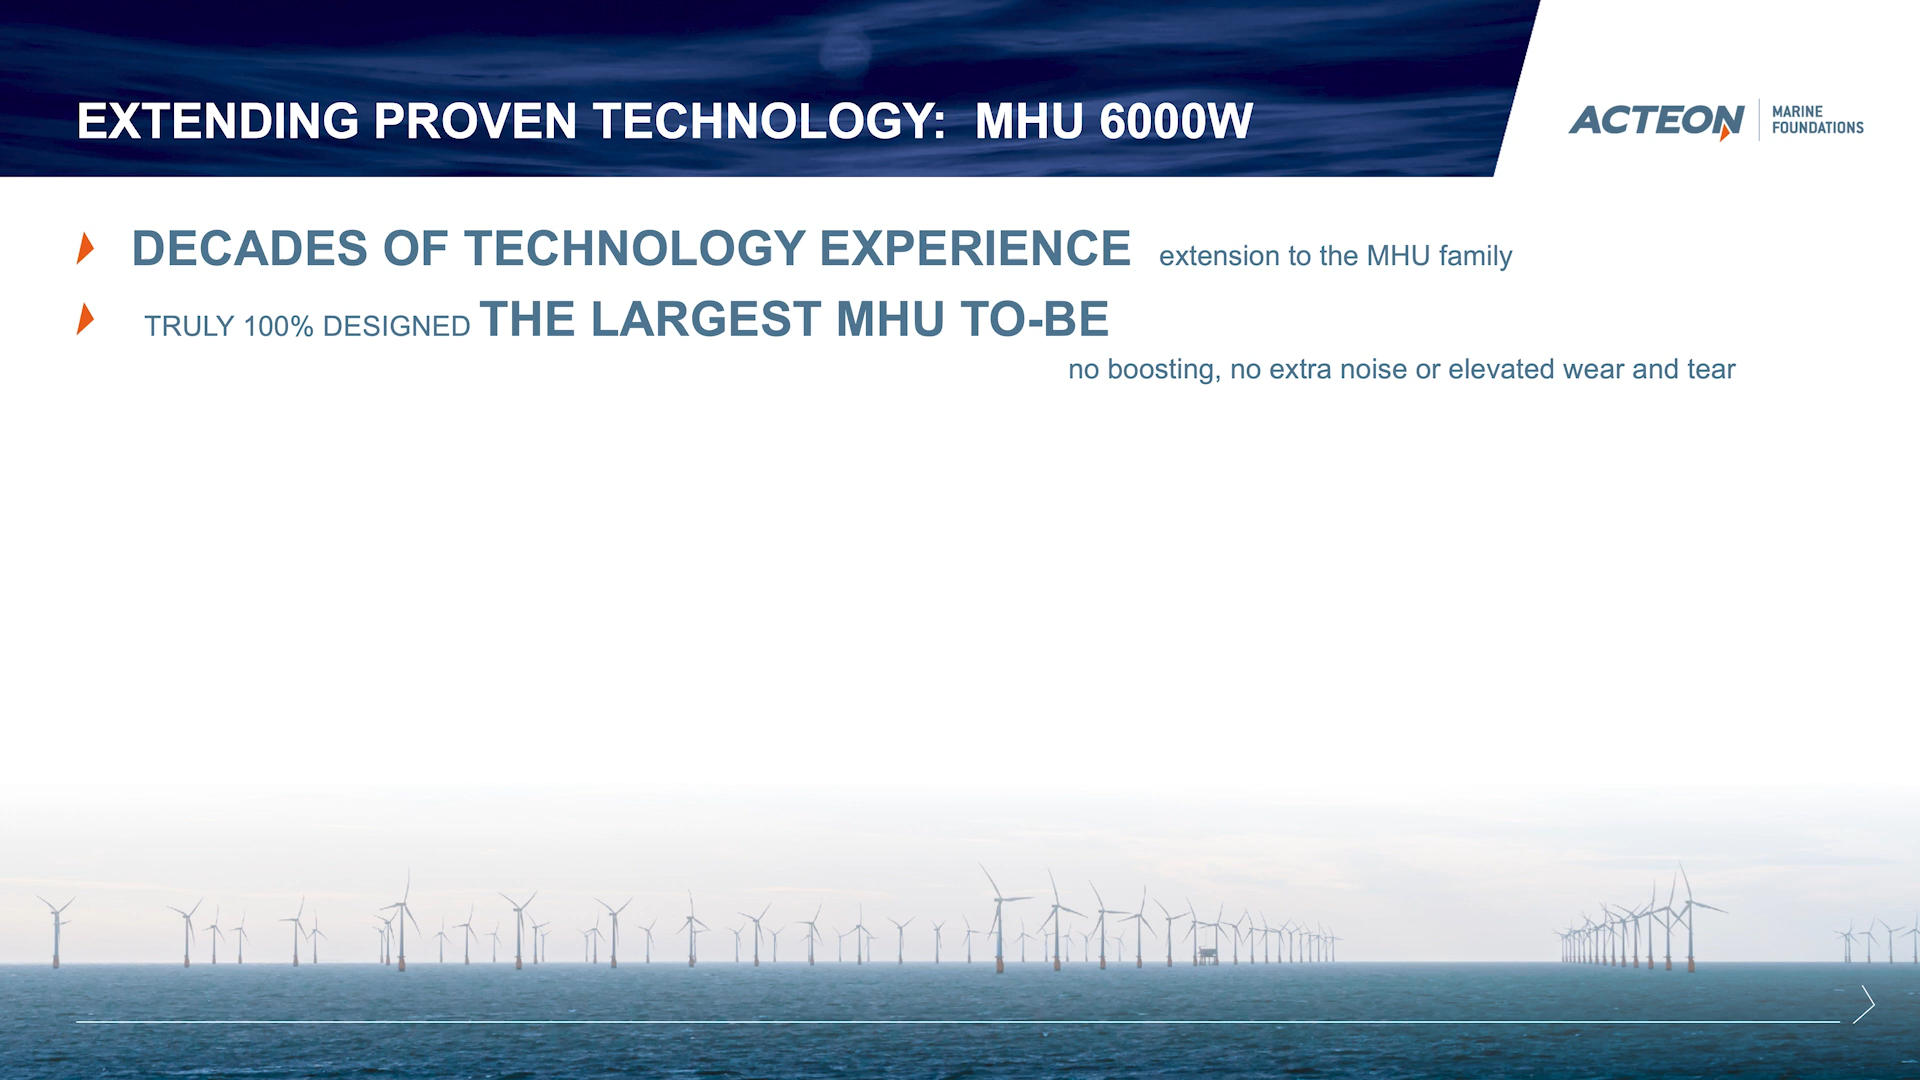 EXTENDING PROVEN TECHNOLOGY: MHU 6000W
ACTEON
MARINE
FOUNDATIONS
DECADES OF TECHNOLOGY EXPERIENCE extension to the MHU family
TRULY 100% DESIGNED THE LARGEST MHU TO-BE
no boosting, no extra noise or elevated wear and tear